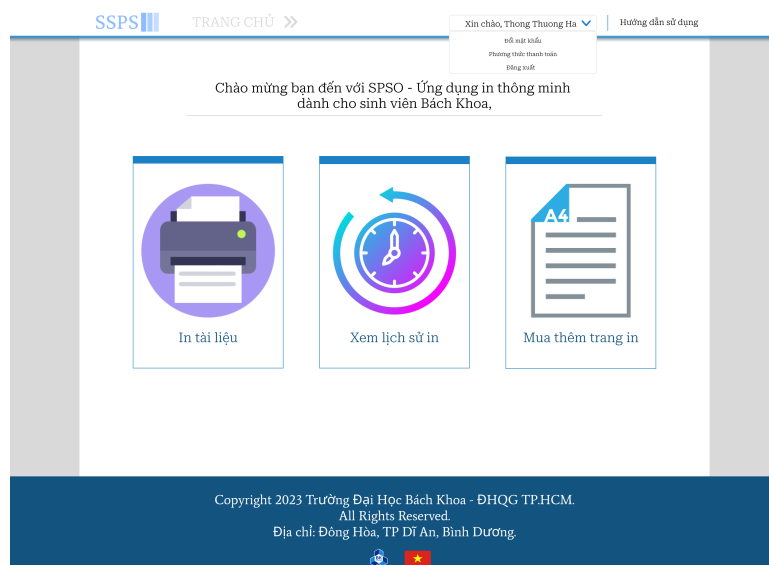 SSPS
TRANG CHỦ
Xin chào, Thong Thuong Ha
Hướng dẫn sử dụng
Đổi mật khẩu
Phương thức thanh toán
Đăng xuất
Chào mừng bạn đến với SPSO - Ứng dụng in thông minh
dành cho sinh viên Bách Khoa,
A4
In tài liệu
Xem lịch sử in
Mua thêm trang in
Copyright 2023 Trường Đại Học Bách Khoa - ĐHQG TP.HCM.
All Rights Reserved.
Địa chỉ: Đông Hòa, TP Dĩ An, Bình Dương.